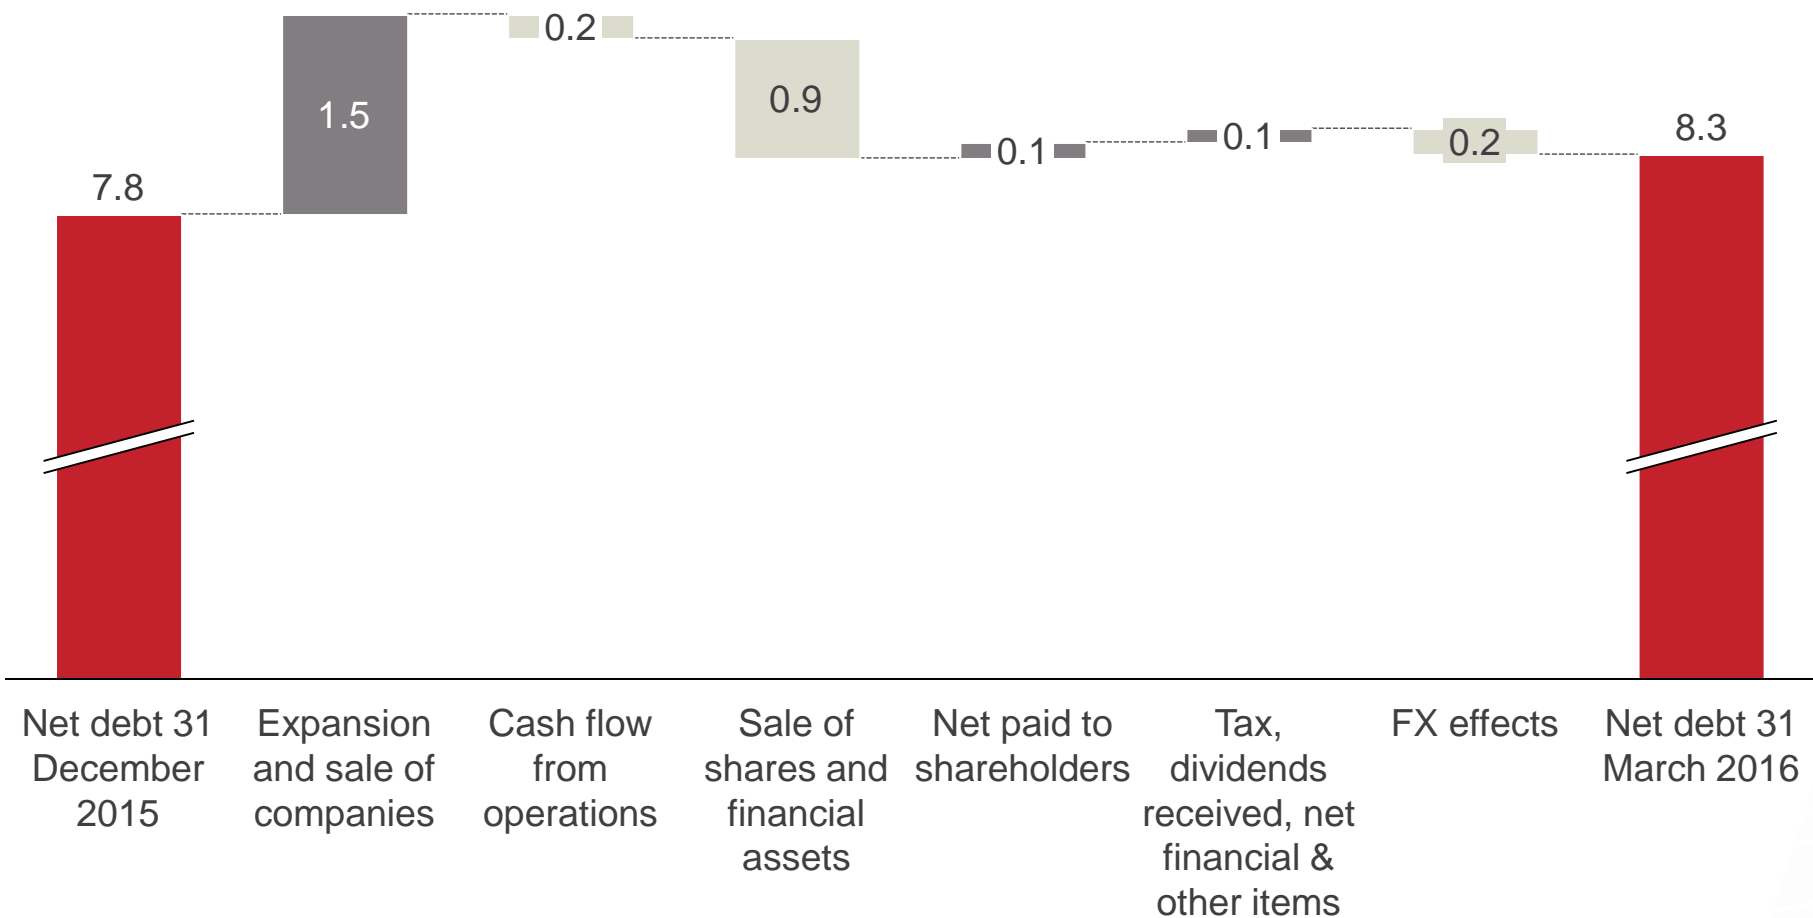 7.8
1.5
0.2
0.9
0.1
0.1
0.2
8.3
Net debt 31
December
2015
Expansion
and sale of
companies
Cash flow
from
operations
Sale of
shares and
financial
assets
Net paid to
shareholders
Tax,
dividends
received, net
financial &
other items
FX effects
Net debt 31
March 2016